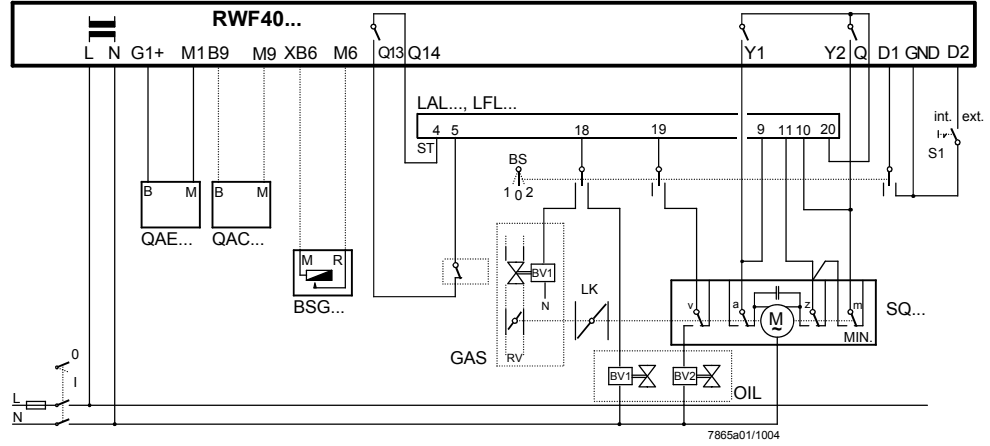 RWF40...
L N G1+ M1 B9 M9 XB6 M6 Q13 Q14 Y1 Y2 Q D1 GND D2
LAL..., LFL...
int. ext.
4 5 18 19 9 11 10 20
ST
S1
BS
1 0 2
B M B M
QAE... QAC...
M R
BSG...
BV1
N
LK
v a z m
M
~
SQ...
MIN.
GAS
RV
0
I
BV1 BV2
OIL
L
N
7865a01/1004